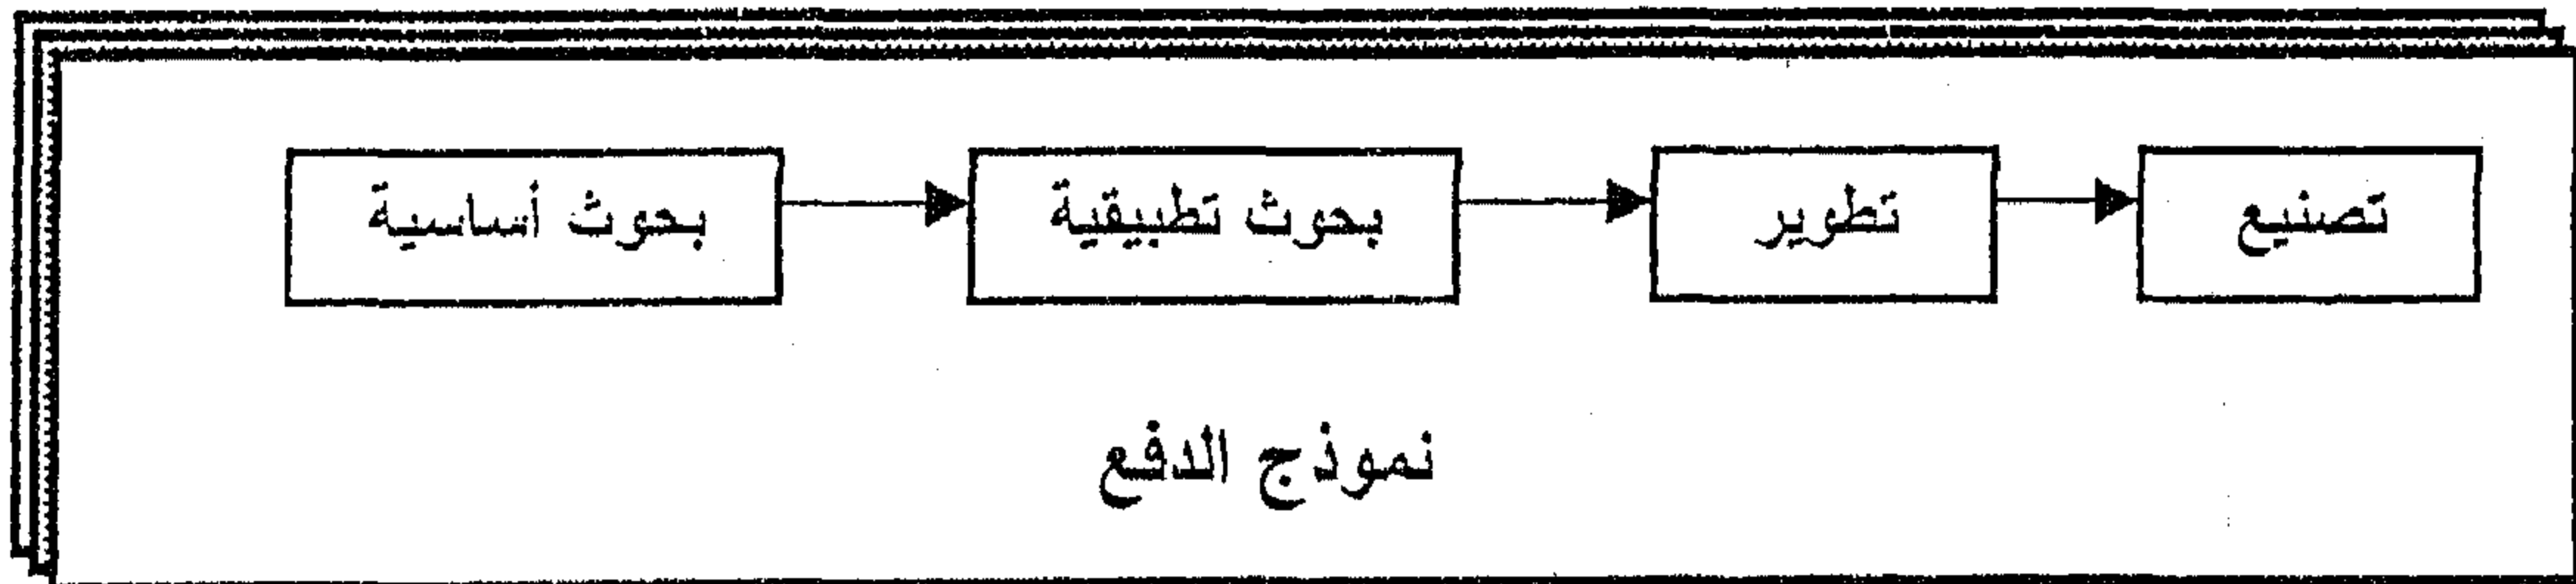 بحوث أساسية
بحوث تطبيقية
تطوير
تصنيع
نموذج الدفع